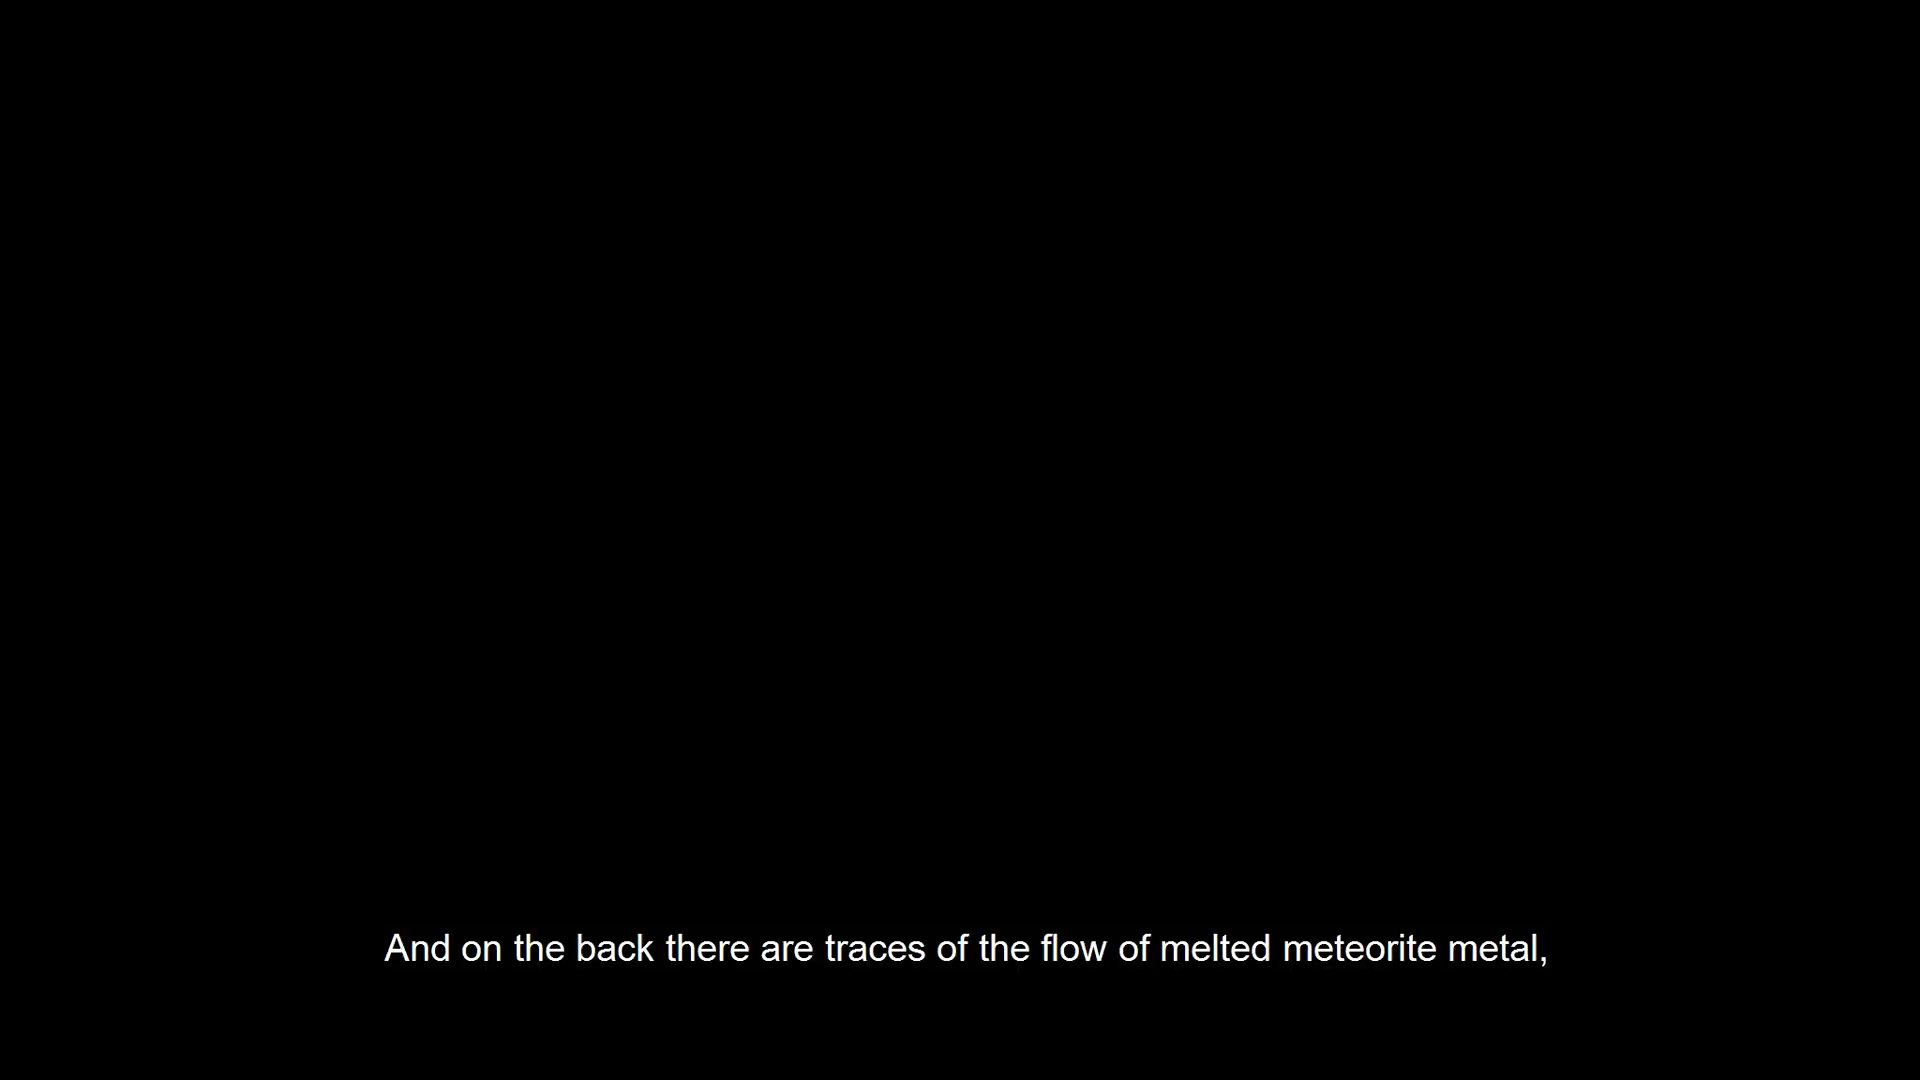 And on the back there are traces of the flow of melted meteorite metal,